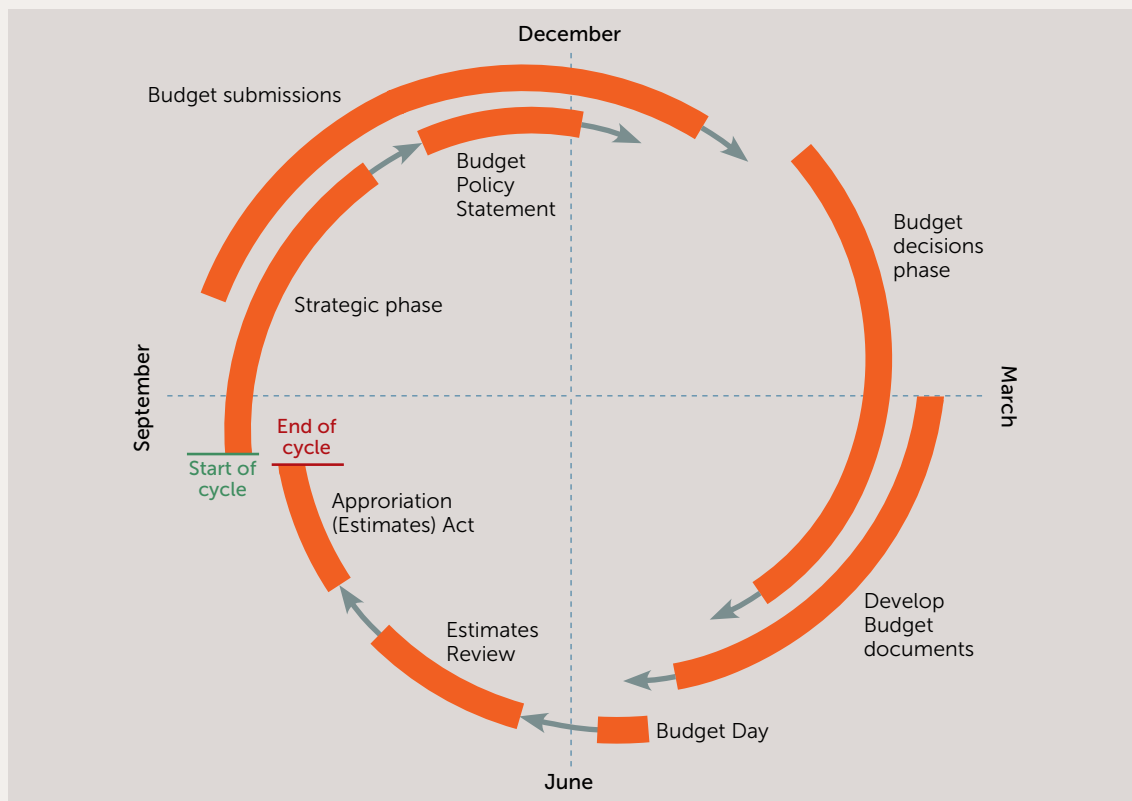 December
Budget submissions
Budget
Policy
Statement
Budget
decisions
phase
Strategic phase
September
March
End of
cycle
Start of
cycle
Approriation
(Estimates) Act
Estimates
Review
Develop
Budget
documents
Budget Day
June